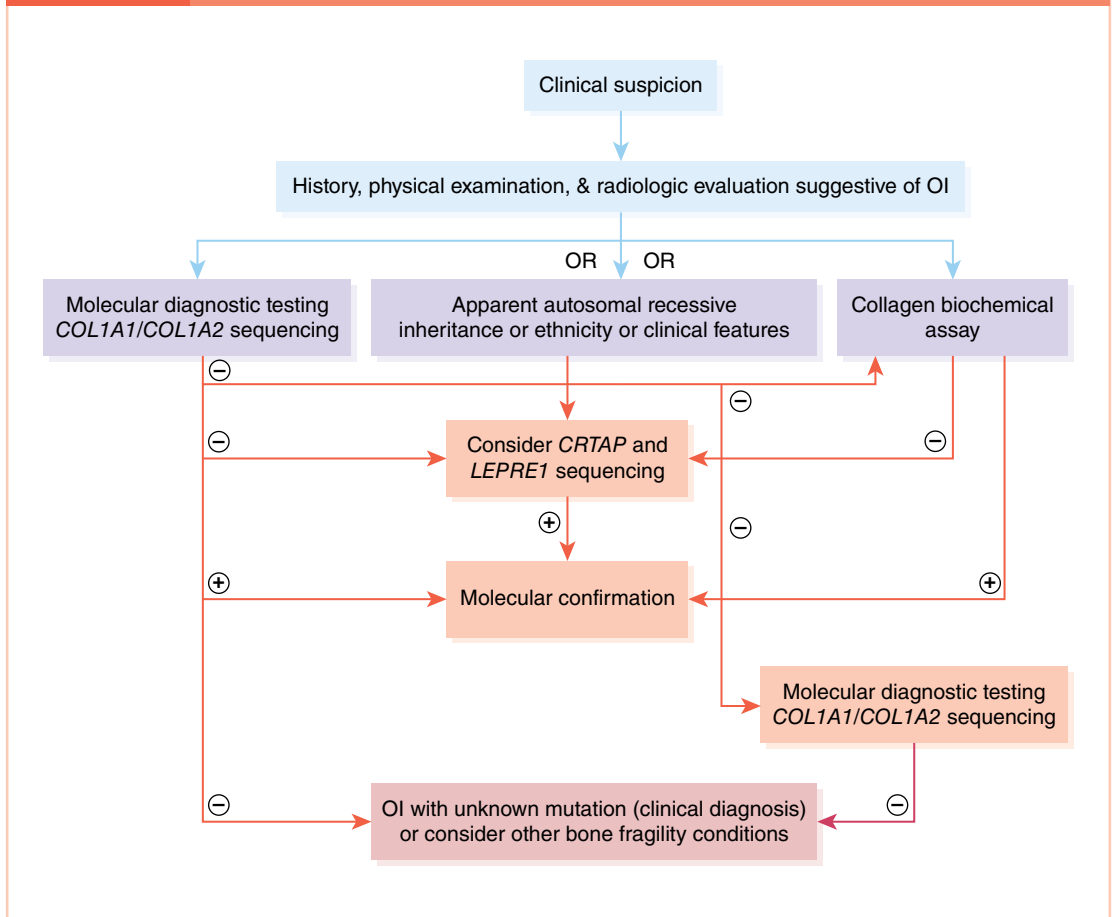 Clinical suspicion
History, physical examination, & radiologic evaluation suggestive of OI
OR OR
Molecular diagnostic testing
COL1A1/COL1A2 sequencing
Apparent autosomal recessive
inheritance or ethnicity or clinical features
Collagen biochemical
assay
−
−
−
−
Consider CRTAP and
LEPRE1 sequencing
+
−
+
+
Molecular confirmation
Molecular diagnostic testing
COL1A1/COL1A2 sequencing
−
−
OI with unknown mutation (clinical diagnosis)
or consider other bone fragility conditions